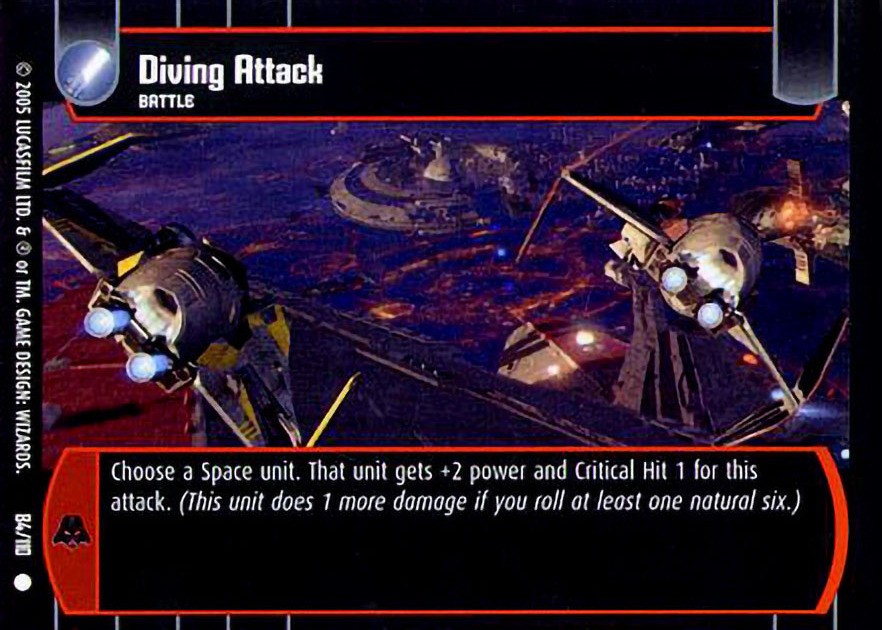 Diving Attack
BATTLE
Choose a Space unit. That unit gets +2 power and Critical Hit 1 for this
attack. (This unit does 1 more damage if you roll at least one natural six.)
© 2005 LUCASFILM LTD. & ® or TM. GAME DESIGN: WIZARDS.
84/110